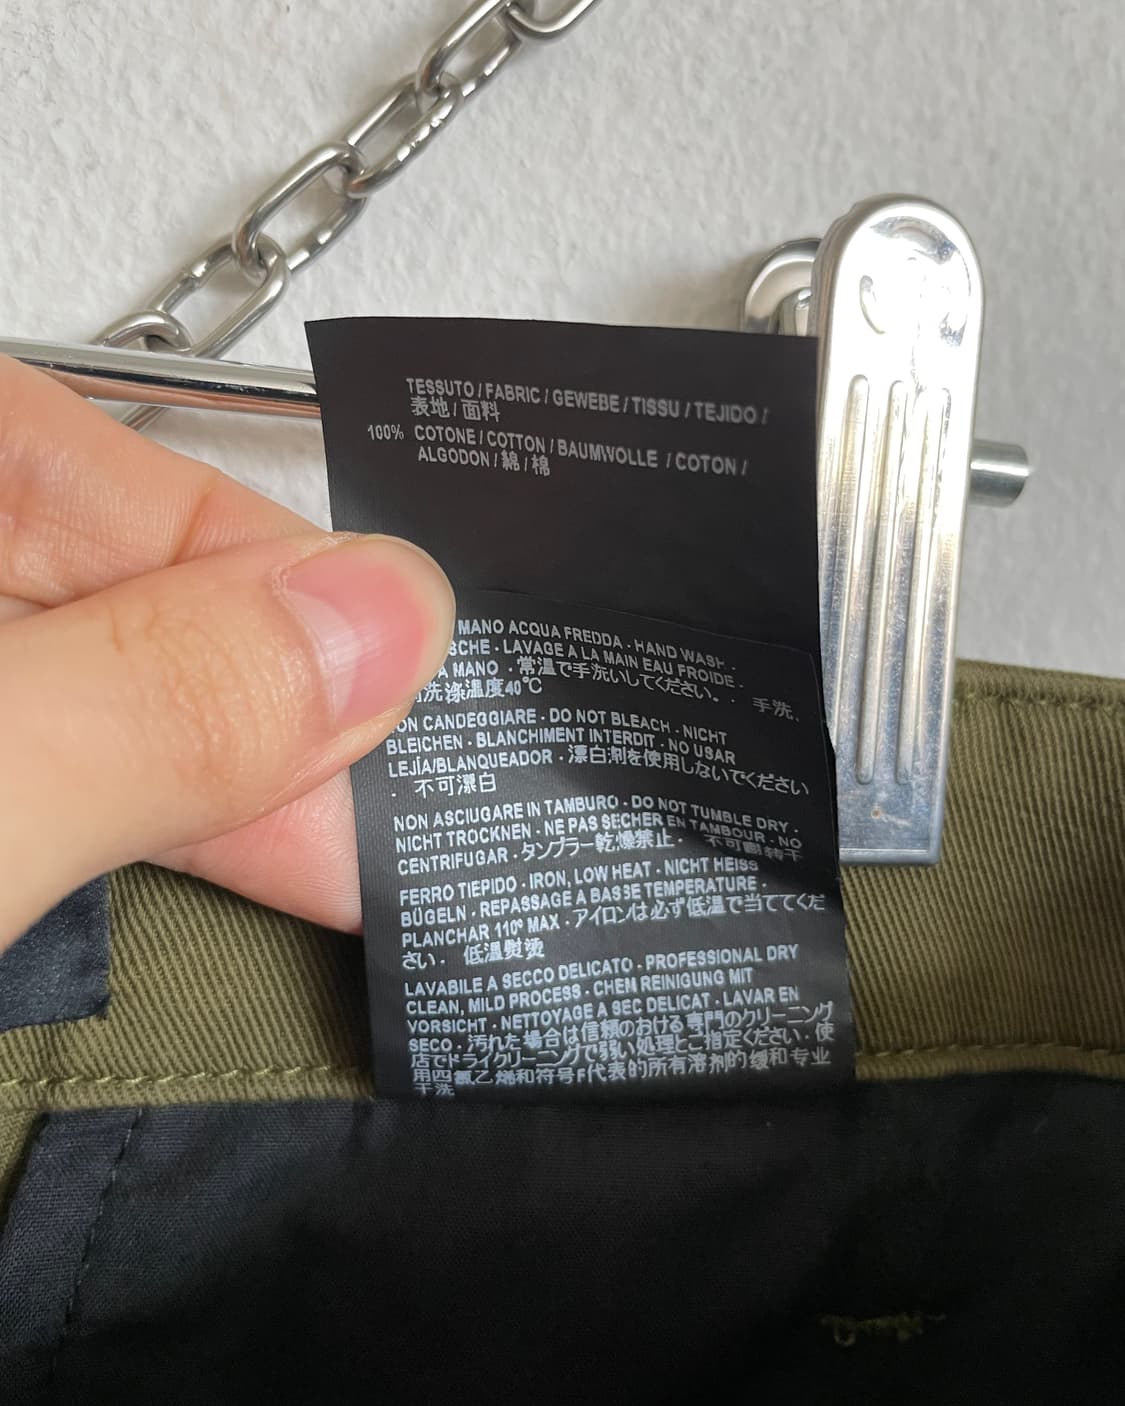 TESSUTO / FABRIC / GEWEBE / TISSU / TEJIDO /
表地 / 面料
100% COTONE / COTTON / BAUMWOLLE / COTON /
ALGODON / 綿 / 棉
MANO ACQUA FREDDA . HAND WASH .
SCHE . LAVAGE A LA MAIN EAU FROIDE .
A MANO . 常温で手洗いしてください。 . 手洗、
洗涤温度40℃
ON CANDEGGIARE . DO NOT BLEACH . NICHT
BLEICHEN . BLANCHIMENT INTERDIT . NO USAR
LEJÍA/BLANQUEADOR . 漂白剤を使用しないでください
. 不可漂白
NON ASCIUGARE IN TAMBURO . DO NOT TUMBLE DRY .
NICHT TROCKNEN . NE PAS SECHER EN TAMBOUR . NO
CENTRIFUGAR . タンブラー乾燥禁止 . 不可翻转干
FERRO TIEPIDO . IRON, LOW HEAT . NICHT HEISS
BÜGELN . REPASSAGE A BASSE TEMPERATURE .
PLANCHAR 110° MAX . アイロンは必ず低温で当ててくだ
さい . 低温熨烫
LAVABILE A SECCO DELICATO . PROFESSIONAL DRY
CLEAN, MILD PROCESS . CHEM REINIGUNG MIT
VORSICHT . NETTOYAGE A SEC DELICAT . LAVAR EN
SECO . 汚れた場合は信頼のおける専門のクリーニング
店でドライクリーニングで弱い処理とご指定ください. 使
用四氯乙烯和符号F代表的所有溶剂的缓和专业
干洗